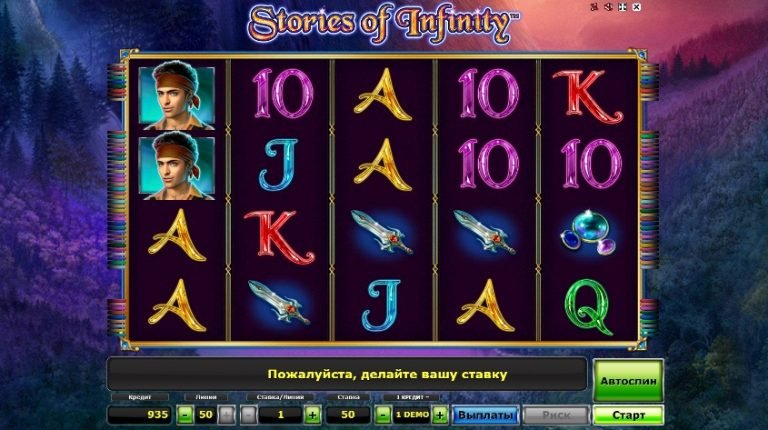 Stories of Infinity™
10 A 10 K
J A 10 10
A K
A J A Q
Пожалуйста, делайте вашу ставку
Автоспин
Кредит Линии Ставка/Линия Ставка 1 КРЕДИТ =
935 - 50 + - 1 + 50 - 1 DEMO + Выплаты Риск Старт